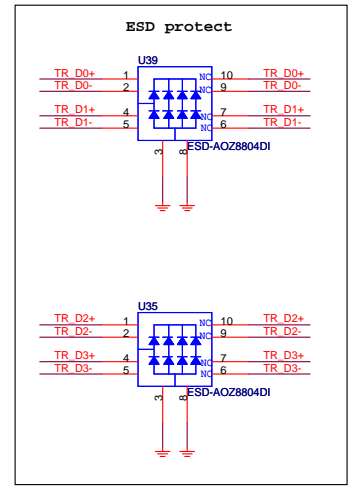 ESD protect
U39
TR_D0+ 1 NC 10 TR_D0+
TR_D0- 2 NC 9 TR_D0-
TR_D1+ 4 NC 7 TR_D1+
TR_D1- 5 NC 6 TR_D1-
3 8 ESD-AOZ8804DI
U35
TR_D2+ 1 NC 10 TR_D2+
TR_D2- 2 NC 9 TR_D2-
TR_D3+ 4 NC 7 TR_D3+
TR_D3- 5 NC 6 TR_D3-
3 8 ESD-AOZ8804DI